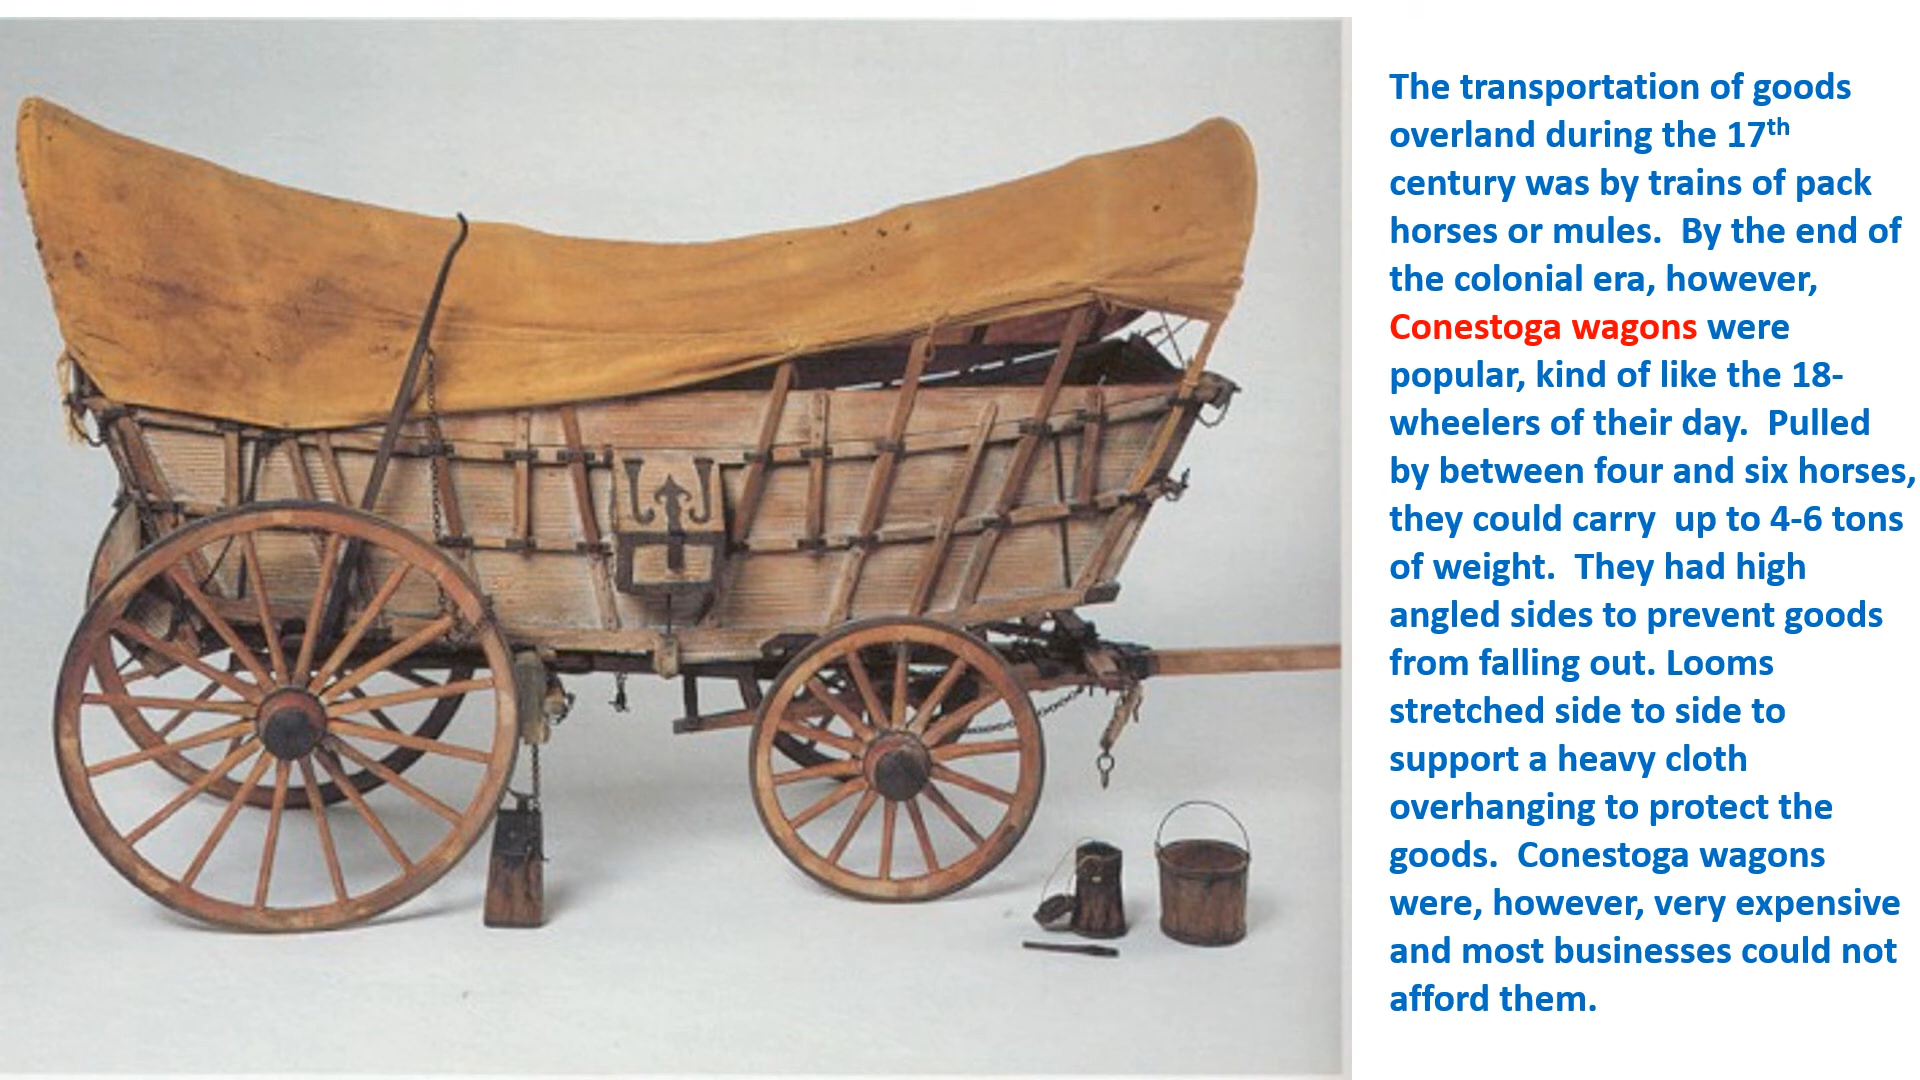 The transportation of goods
overland during the 17th
century was by trains of pack
horses or mules.  By the end of
the colonial era, however,
Conestoga wagons were
popular, kind of like the 18-
wheelers of their day.  Pulled
by between four and six horses,
they could carry  up to 4-6 tons
of weight.  They had high
angled sides to prevent goods
from falling out. Looms
stretched side to side to
support a heavy cloth
overhanging to protect the
goods.  Conestoga wagons
were, however, very expensive
and most businesses could not
afford them.